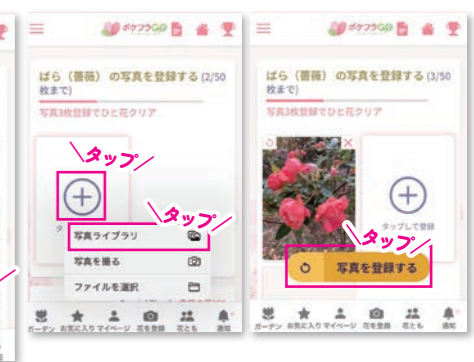 ポケフラGO
ばら（薔薇）の写真を登録する (2/50
枚まで)
写真3枚登録でひと花クリア
タップ
タップ
写真ライブラリ
写真を撮る
ファイルを選択
ガーデン お気に入り マイページ 花を登録 花とも 通知
ポケフラGO
ばら（薔薇）の写真を登録する (3/50
枚まで)
写真3枚登録でひと花クリア
タップして登録
タップ
写真を登録する
ガーデン お気に入り マイページ 花を登録 花とも 通知